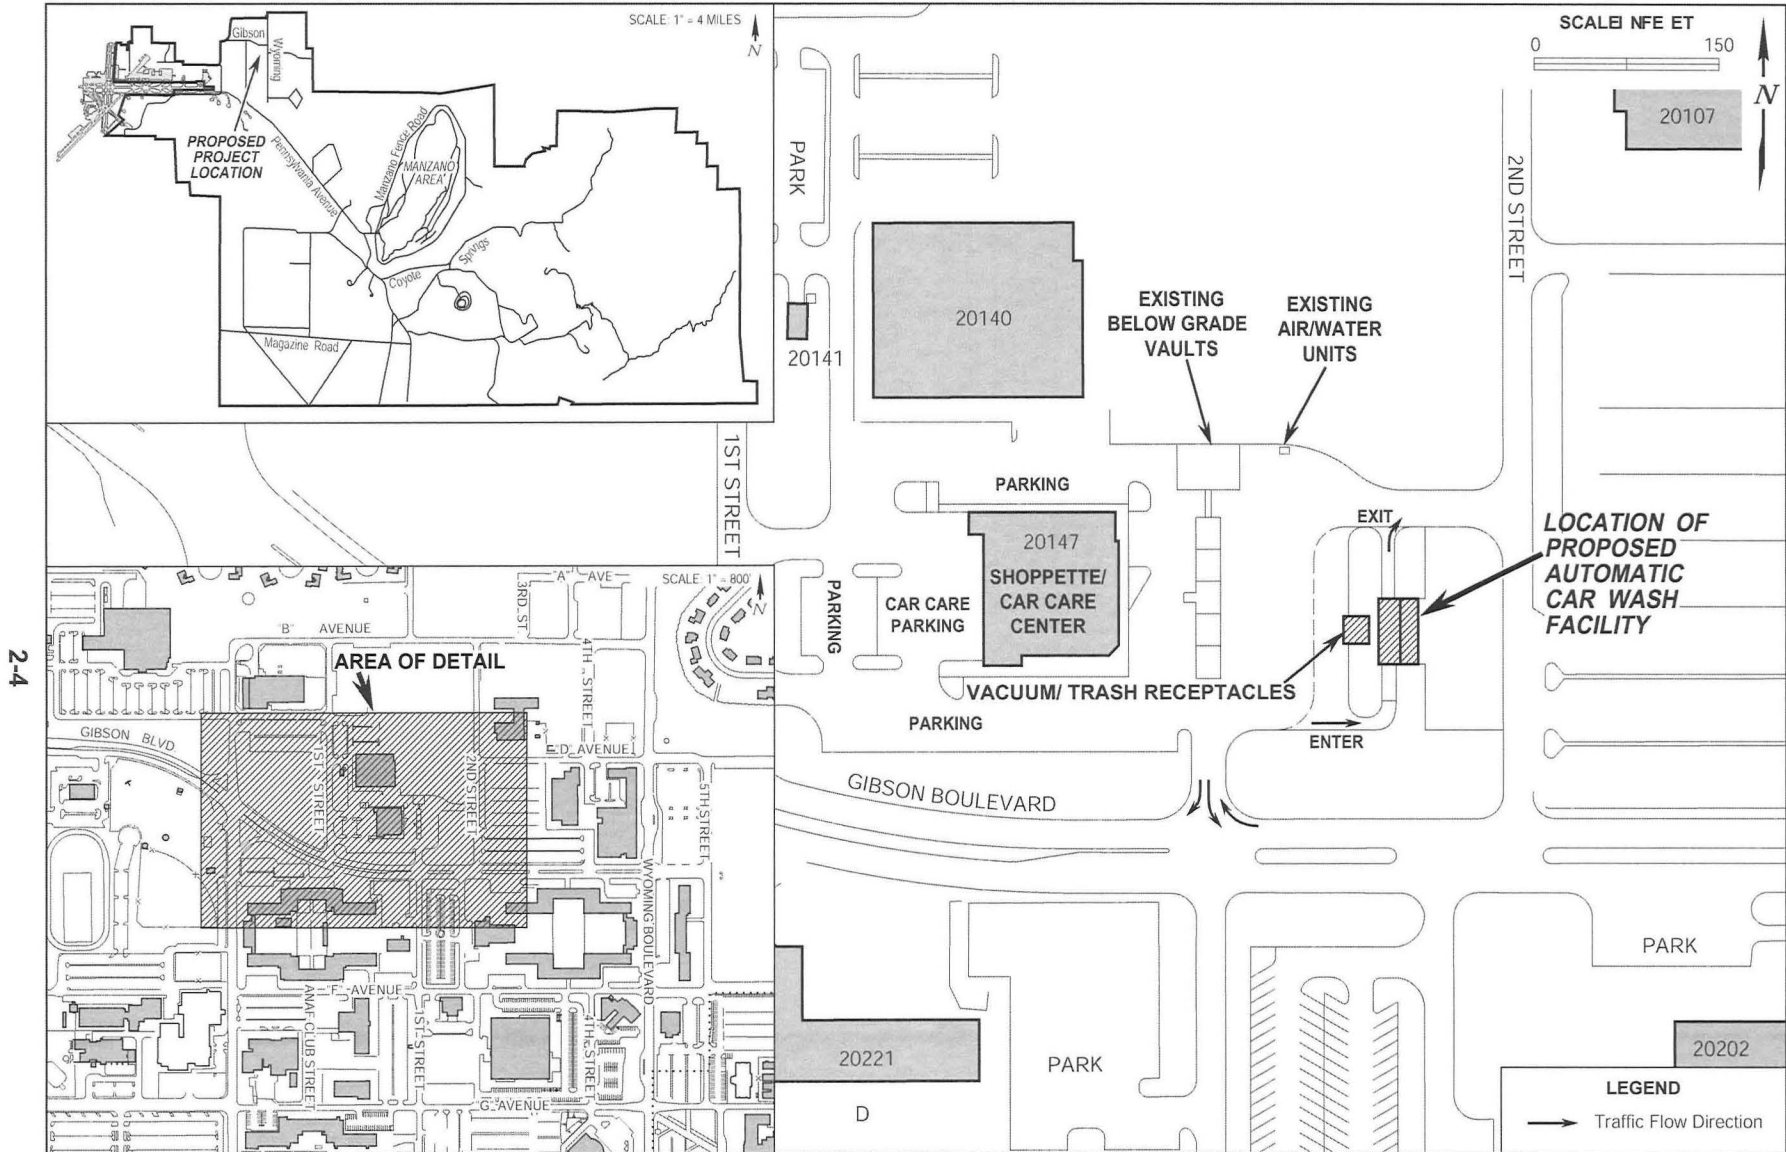 SCALE: 1" = 4 MILES
N
Gibson
Wyoming
PROPOSED
PROJECT
LOCATION
Pennsylvania Avenue
Manzano Fence Road
MANZANO
AREA
Coyote
Springs
Magazine Road
SCALE: 1" = 800'
N
"A" AVE
3RD ST.
"B" AVENUE
4TH STREET
AREA OF DETAIL
GIBSON BLVD
1ST STREET
2ND STREET
"D" AVENUE
5TH STREET
WYOMING BOULEVARD
"F" AVENUE
ANAF CLUB STREET
1ST STREET
4TH STREET
G AVENUE
2-4
SCALEI NFE ET
0 150
N
20107
PARK
2ND STREET
20140
20141
EXISTING
BELOW GRADE
VAULTS
EXISTING
AIR/WATER
UNITS
1ST STREET
PARKING
20147
SHOPPETTE/
CAR CARE
CENTER
CAR CARE
PARKING
PARKING
EXIT
LOCATION OF
PROPOSED
AUTOMATIC
CAR WASH
FACILITY
VACUUM/ TRASH RECEPTACLES
PARKING
ENTER
GIBSON BOULEVARD
PARK
20221
PARK
20202
D
LEGEND
Traffic Flow Direction